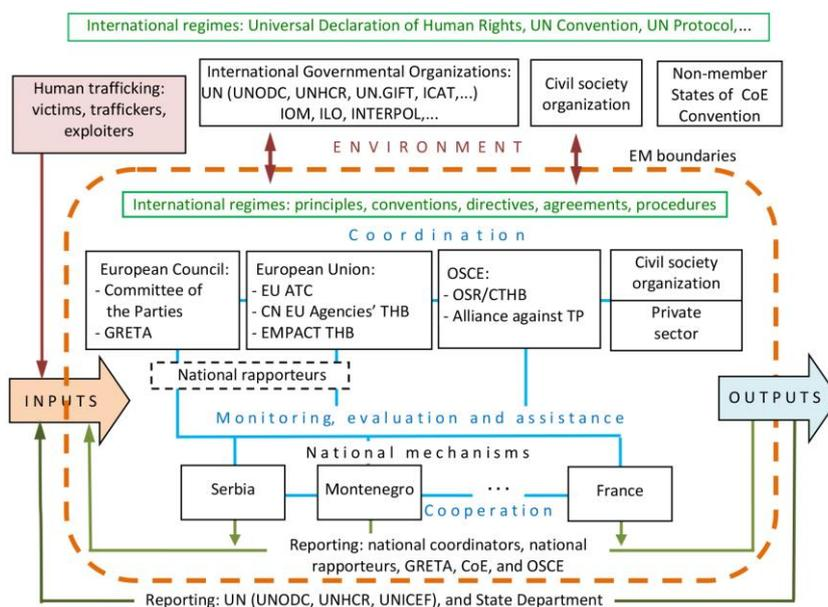 International regimes: Universal Declaration of Human Rights, UN Convention, UN Protocol,...
Human trafficking:
victims, traffickers,
exploiters
International Governmental Organizations:
UN (UNODC, UNHCR, UN.GIFT, ICAT,...)
IOM, ILO, INTERPOL,...
Civil society
organization
Non-member
States of CoE
Convention
ENVIRONMENT
EM boundaries
International regimes: principles, conventions, directives, agreements, procedures
Coordination
European Council:
- Committee of
the Parties
- GRETA
European Union:
- EU ATC
- CN EU Agencies' THB
- EMPACT THB
OSCE:
- OSR/CTHB
- Alliance against TP
Civil society
organization
Private
sector
National rapporteurs
INPUTS
OUTPUTS
Monitoring, evaluation and assistance
National mechanisms
Serbia
Montenegro
...
France
Cooperation
Reporting: national coordinators, national
rapporteurs, GRETA, CoE, and OSCE
Reporting: UN (UNODC, UNHCR, UNICEF), and State Department